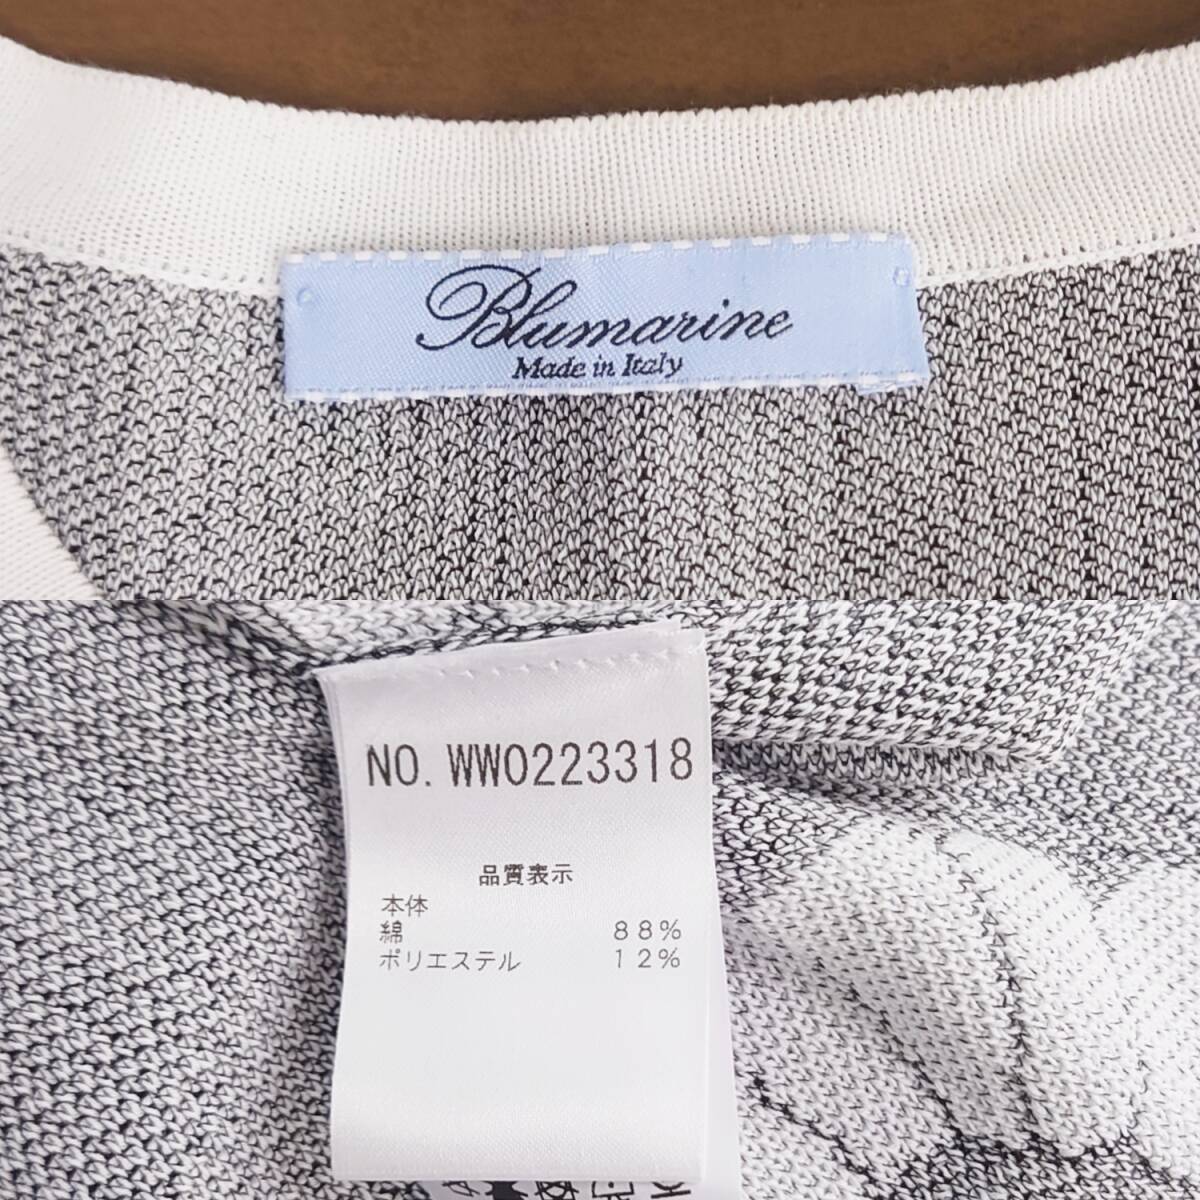 Blumarine
Made in Italy
NO. WW0223318
品質表示
本体
綿 88%
ポリエステル 12%